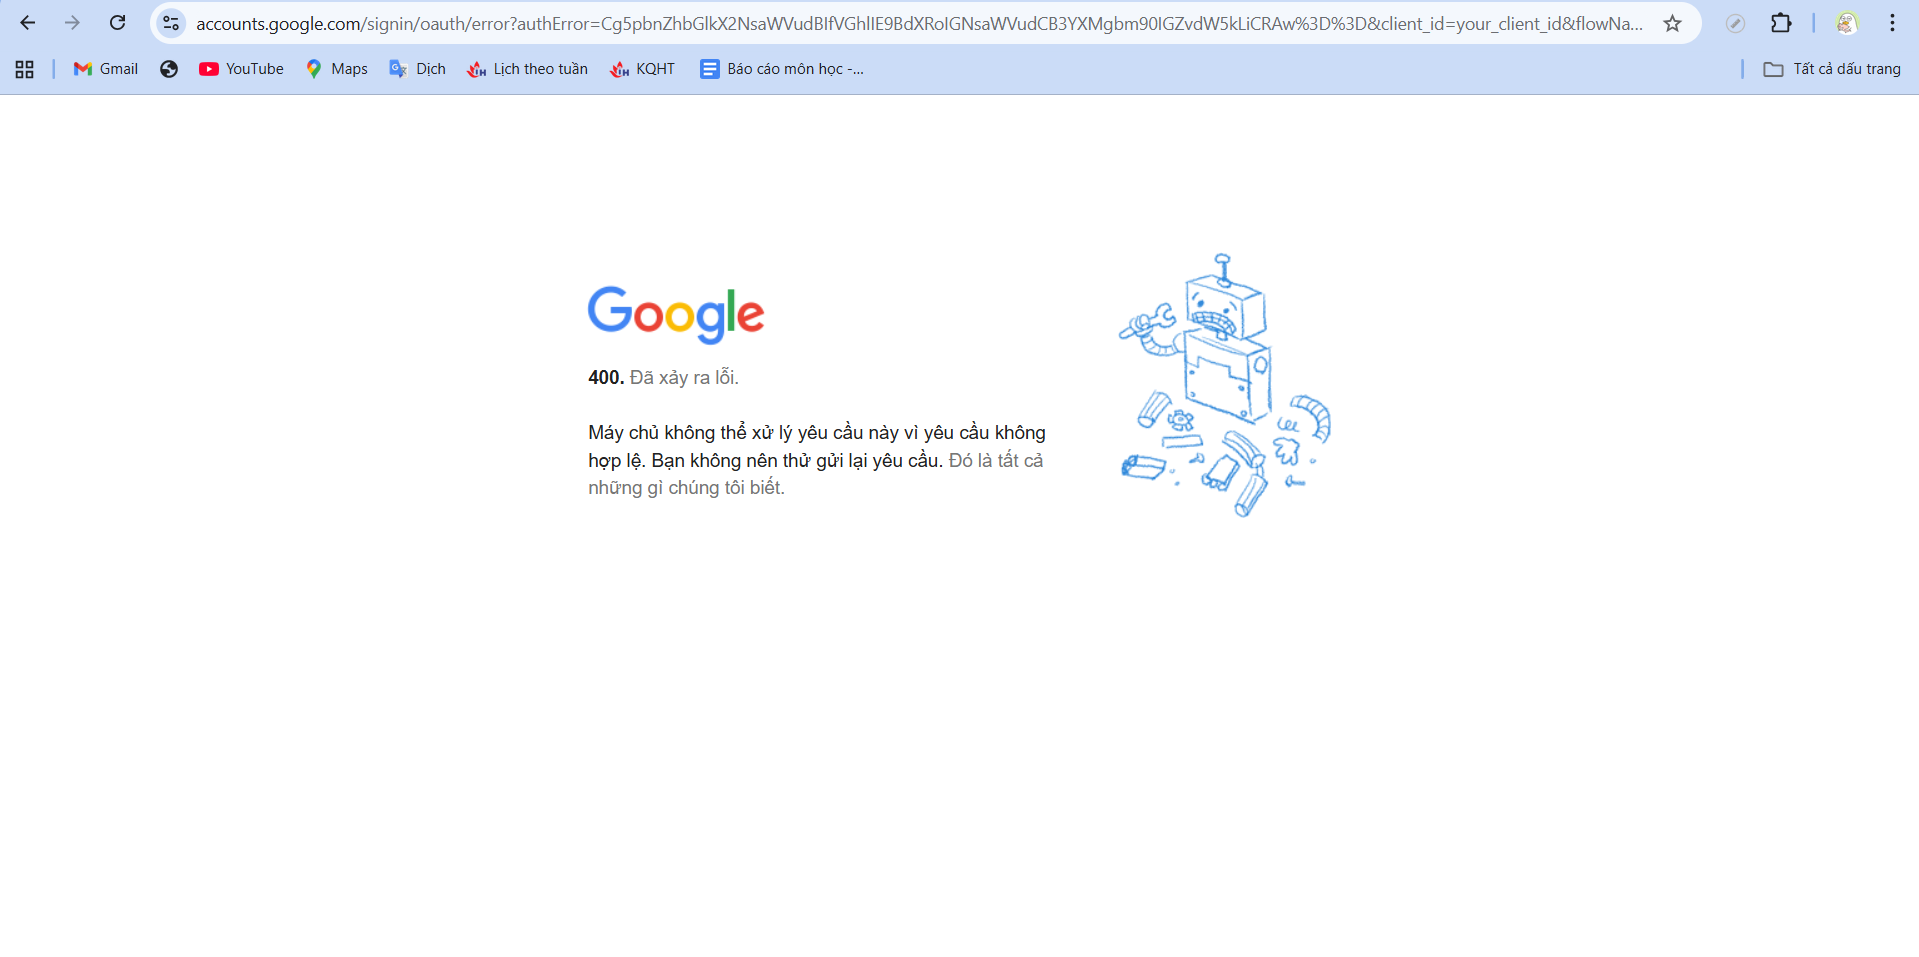 accounts.google.com/signin/oauth/error?authError=Cg5pbnZhbGlkX2NsaWVudBIfVGhlIE9BdXRoIGNsaWVudCB3YXMgbm90IGZvdW5kLiCRAw%3D%3D&client_id=your_client_id&flowNa...
Gmail YouTube Maps Dịch Lịch theo tuần KQHT Báo cáo môn học -... Tất cả dấu trang
Google
400. Đã xảy ra lỗi.
Máy chủ không thể xử lý yêu cầu này vì yêu cầu không
hợp lệ. Bạn không nên thử gửi lại yêu cầu. Đó là tất cả
những gì chúng tôi biết.